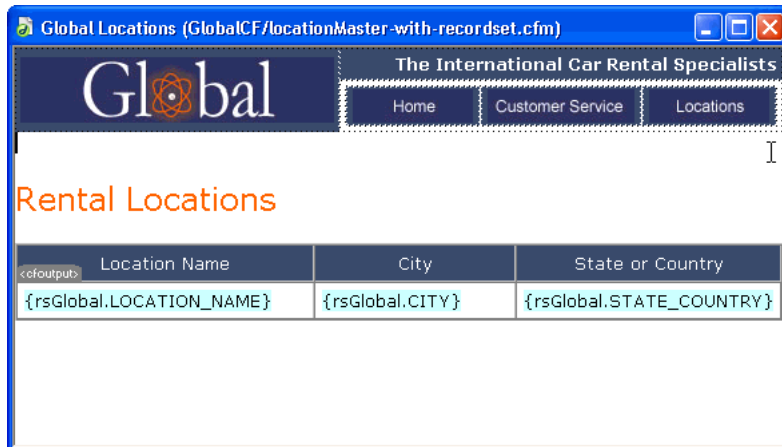 Global Locations (GlobalCF/locationMaster-with-recordset.cfm)
Global
The International Car Rental Specialists
Home Customer Service Locations
Rental Locations
<cfoutput>
Location Name City State or Country
{rsGlobal.LOCATION_NAME} {rsGlobal.CITY} {rsGlobal.STATE_COUNTRY}